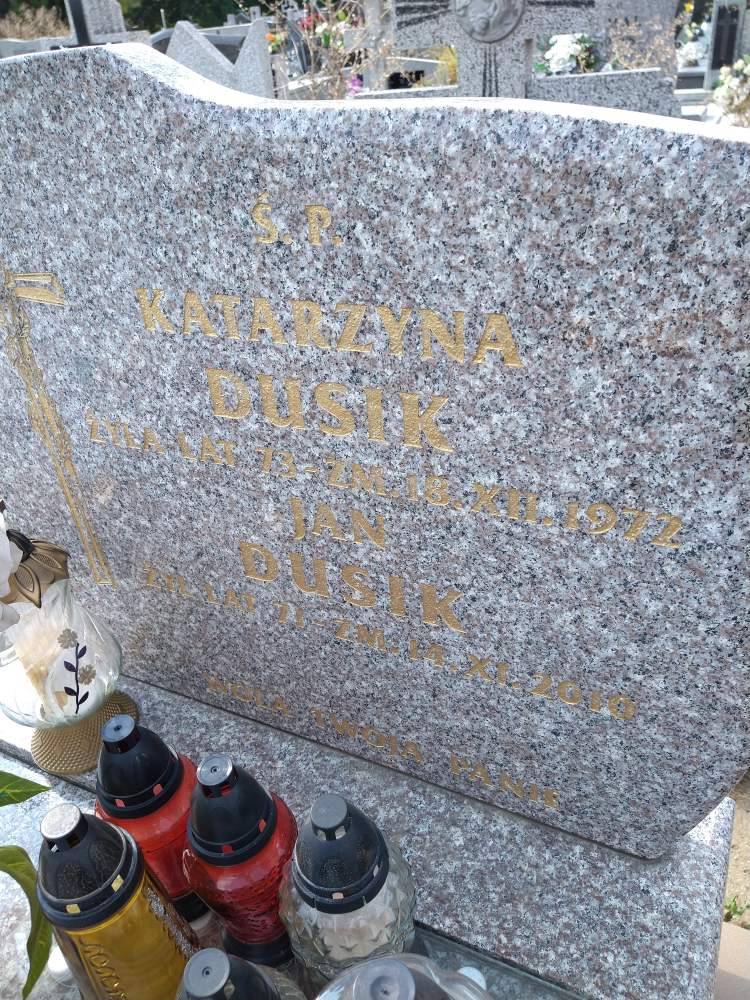 Ś. P.
KATARZYNA
DUSIK
ŻYŁA LAT 73 - ZM. 18. XII. 1972
JAN
DUSIK
ŻYŁ LAT 71 - ZM. 14. XI. 2010
WOLA TWOJA PANIE